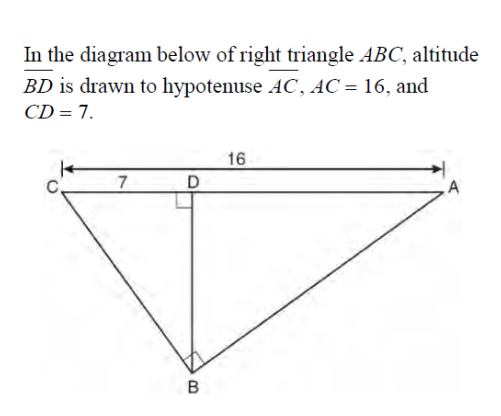 In the diagram below of right triangle ABC, altitude
BD is drawn to hypotenuse AC, AC = 16, and
CD = 7.
16
C 7 D A
B